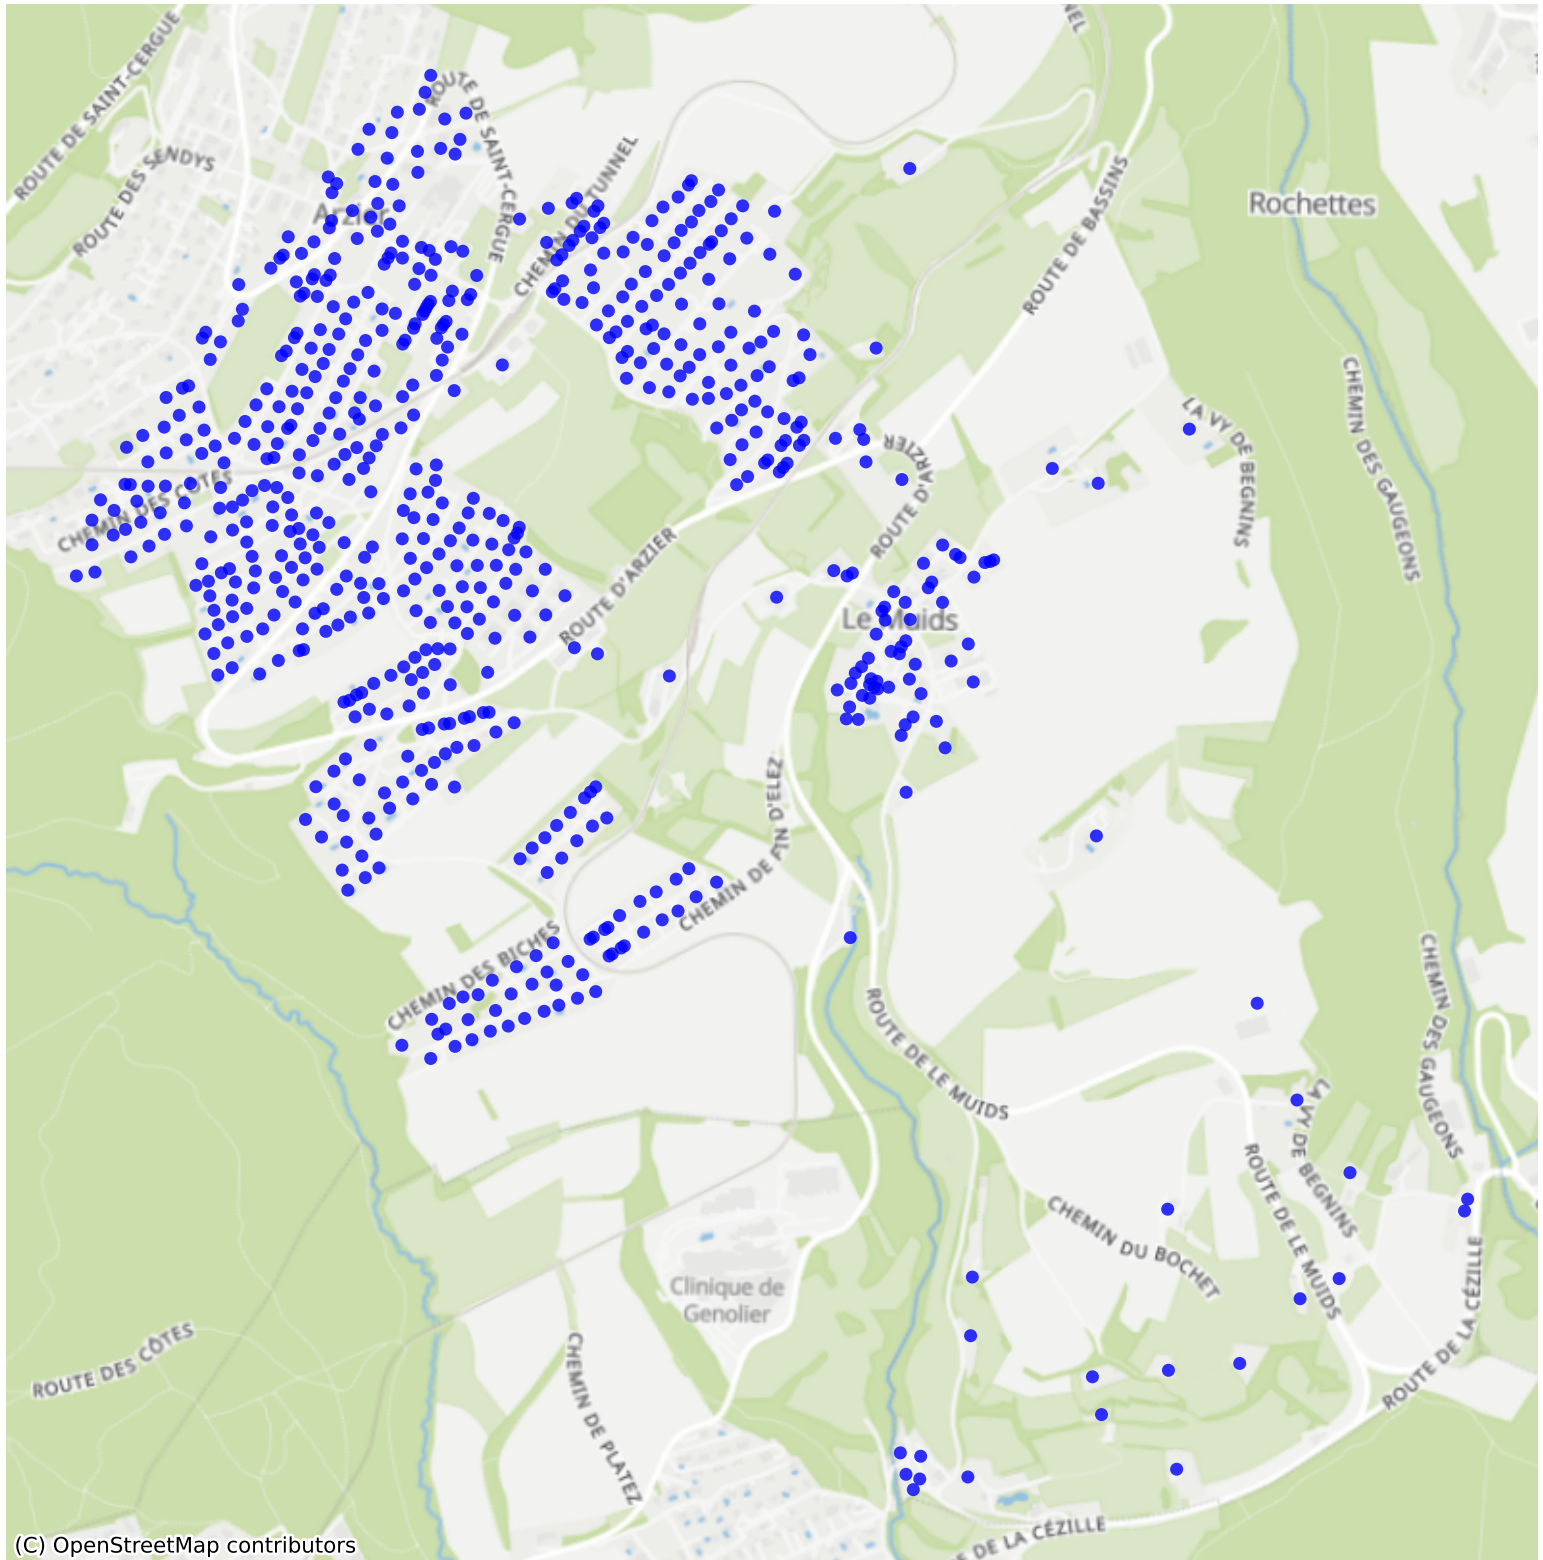 ROUTE DE SAINT-CERGUE
NEL
ROUTE DE SAINT-CERGUE
ROUTE DES SENDYS
CHEMIN DU TUNNEL
Arzier
ROUTE DE BASSINS
Rochettes
CHEMIN DES GAUGEONS
LA VY DE BEGNINS
ROUTE D'ARZIER
CHEMIN DES CÔTES
ROUTE D'ARZIER
Le Muids
CHEMIN DE FIN D'ELEZ
CHEMIN DES BICHES
CHEMIN DES GAUGEONS
ROUTE DE LE MUIDS
LA VY DE BEGNINS
ROUTE DE LE MUIDS
CHEMIN DU BOCHET
Clinique de
Genolier
ROUTE DES CÔTES
CHEMIN DE PLATEZ
ROUTE DE LA CÉZILLE
E DE LA CÉZILLE
(C) OpenStreetMap contributors